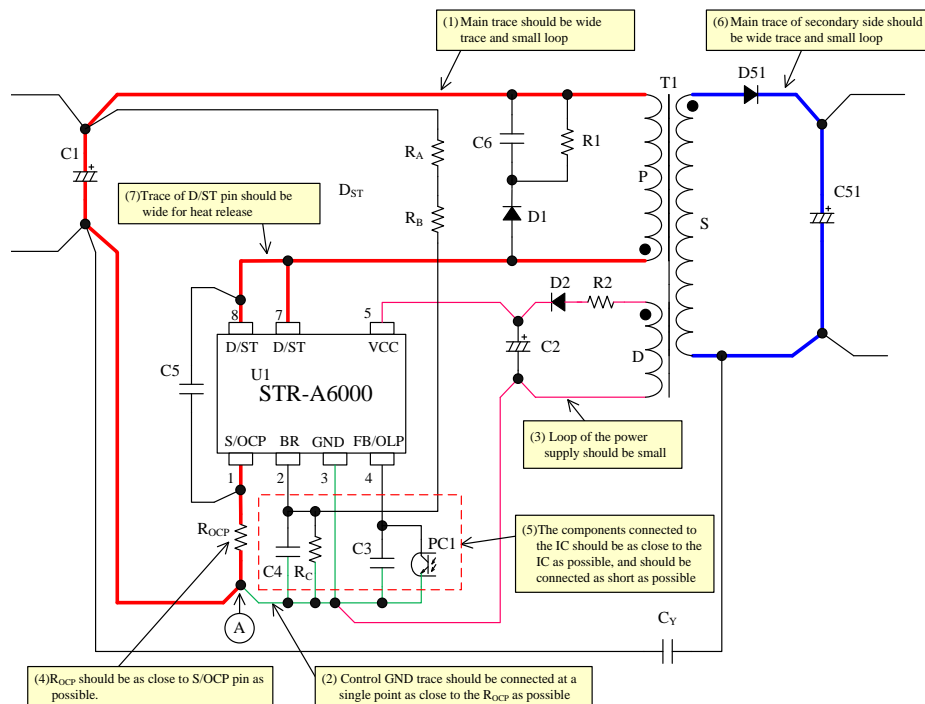 (1) Main trace should be wide
trace and small loop
(6) Main trace of secondary side should
be wide trace and small loop
T1
D51
C1
C6
R1
RA
P
DST
(7)Trace of D/ST pin should be
wide for heat release
RB
D1
S
C51
D2
R2
8
7
5
D/ST
D/ST
VCC
C2
D
C5
U1
STR-A6000
(3) Loop of the power
supply should be small
S/OCP
BR
GND
FB/OLP
1
2
3
4
ROCP
C4
RC
C3
PC1
(5)The components connected to
the IC should be as close to the
IC as possible, and should be
connected as short as possible
A
CY
(4)ROCP should be as close to S/OCP pin as
possible.
(2) Control GND trace should be connected at a
single point as close to the ROCP as possible